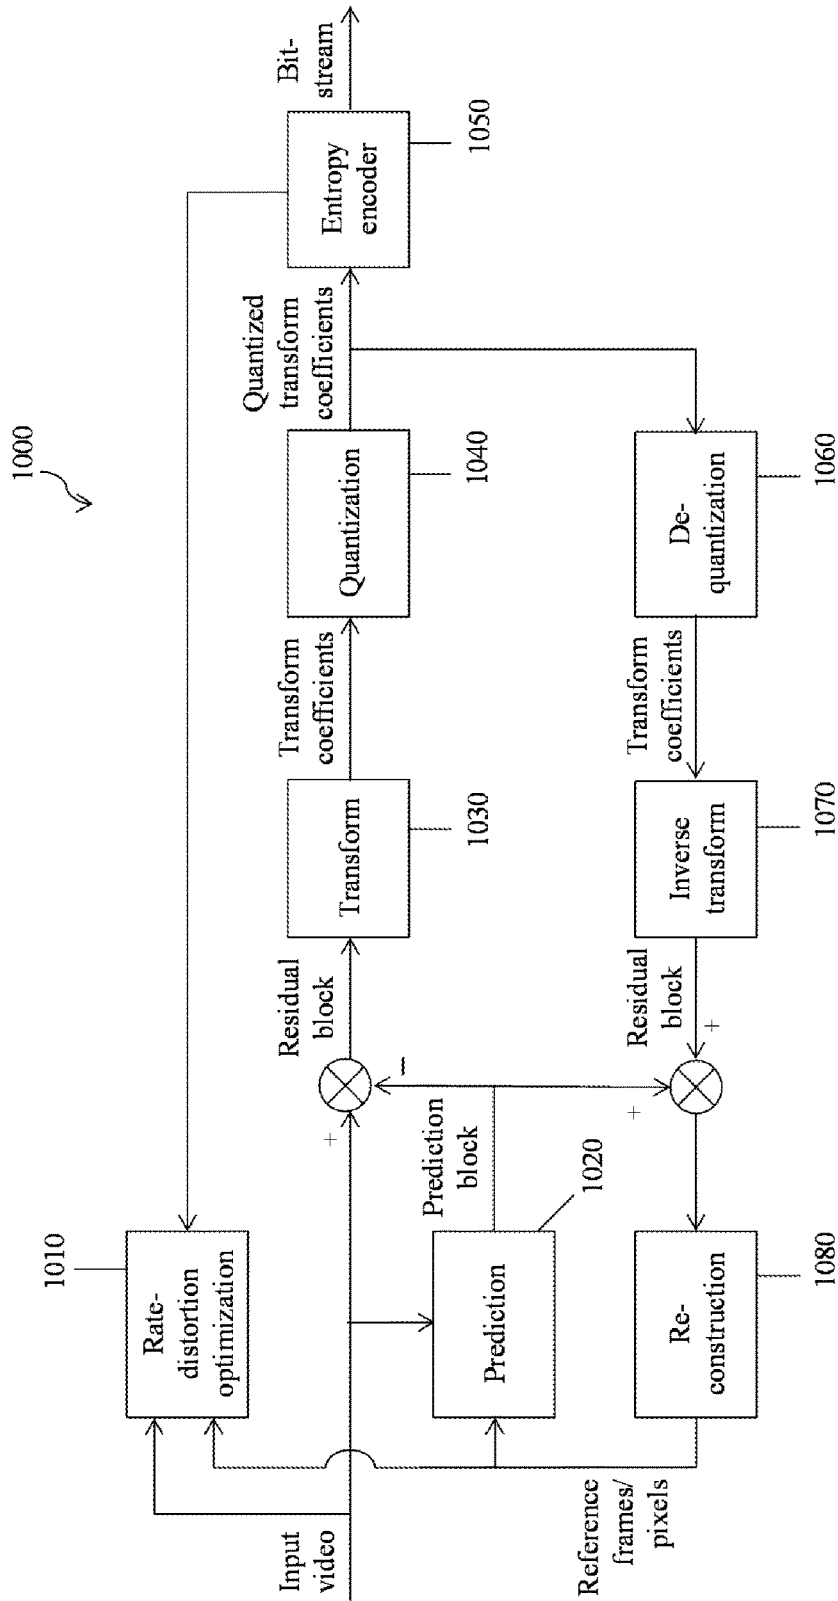 1000
1010
Rate-
distortion
optimization
Input
video
+
Residual
block
Transform
1030
Transform
coefficients
Quantization
1040
Quantized
transform
coefficients
Entropy
encoder
1050
Bit-
stream
−
Prediction
1020
Prediction
block
+
Reference
frames/
pixels
Re-
construction
1080
+
Residual
block
Inverse
transform
1070
Transform
coefficients
De-
quantization
1060